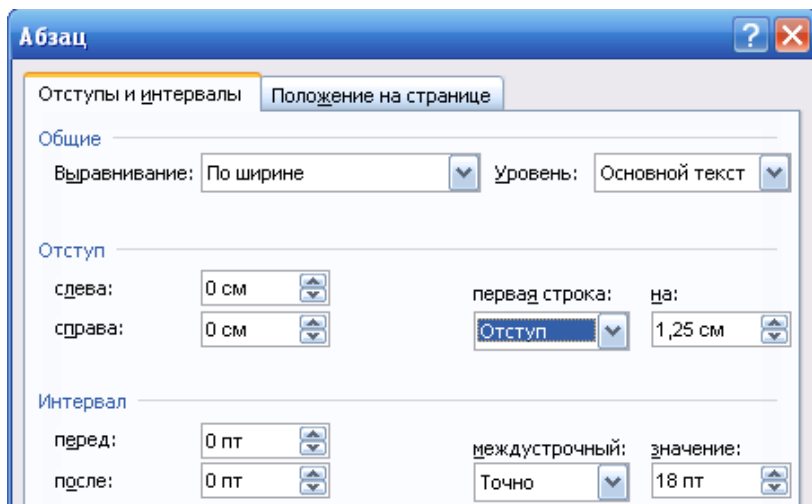 Абзац
Отступы и интервалы Положение на странице
Общие
Выравнивание: По ширине Уровень: Основной текст
Отступ
слева: 0 см первая строка: на:
справа: 0 см Отступ 1,25 см
Интервал
перед: 0 пт междустрочный: значение:
после: 0 пт Точно 18 пт